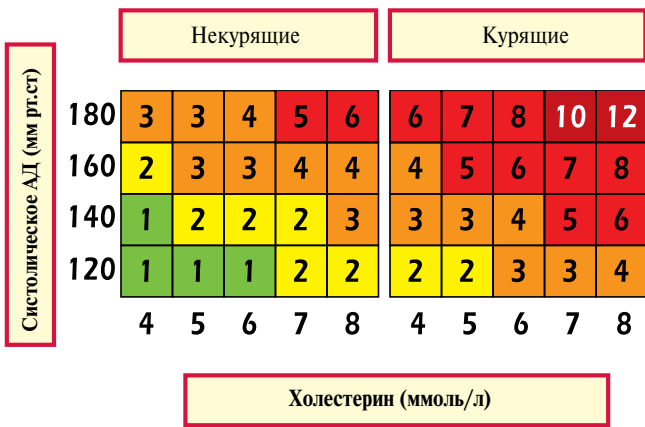 Некурящие Курящие
Систолическое АД (мм рт.ст)
180 3 3 4 5 6 6 7 8 10 12
160 2 3 3 4 4 4 5 6 7 8
140 1 2 2 2 3 3 3 4 5 6
120 1 1 1 2 2 2 2 3 3 4
4 5 6 7 8 4 5 6 7 8
Холестерин (ммоль/л)